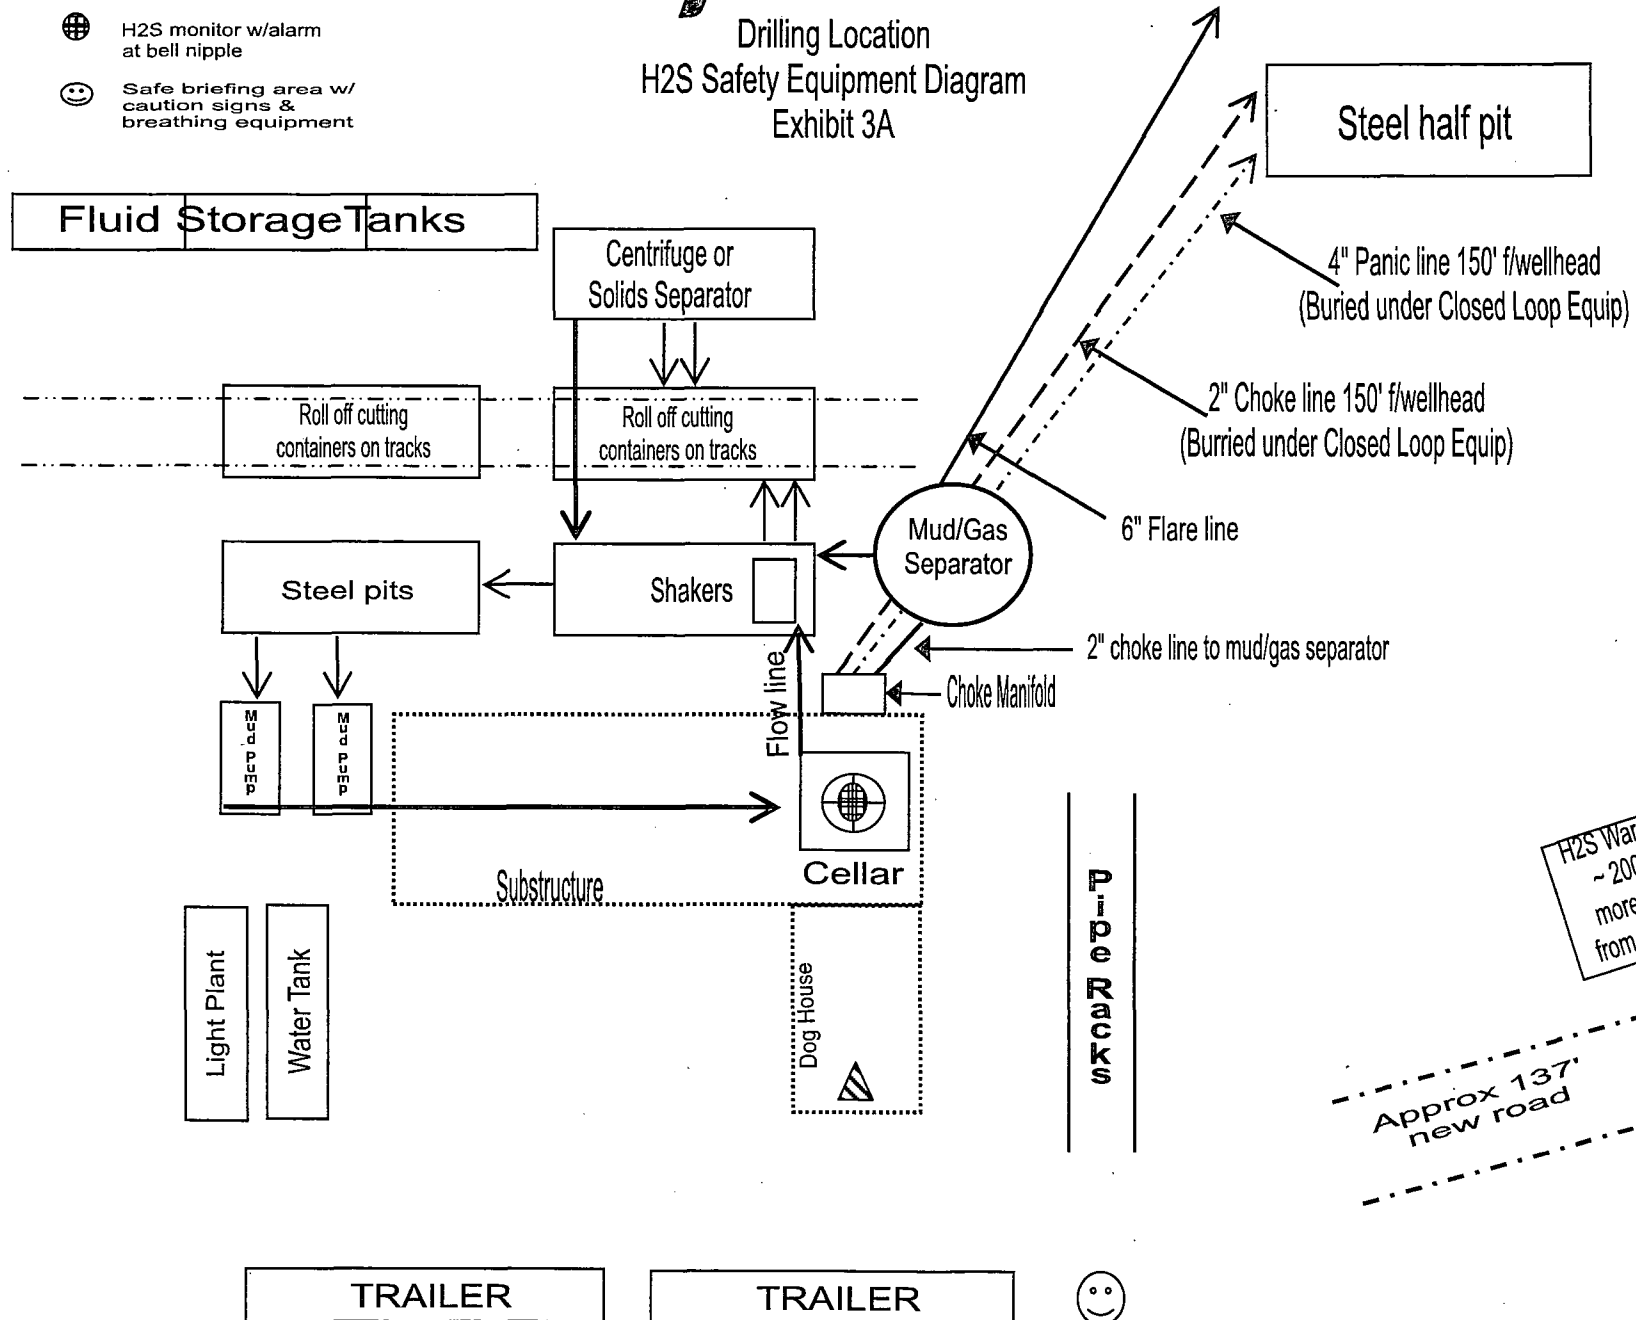 H2S monitor w/alarm
at bell nipple
Safe briefing area w/
caution signs &
breathing equipment
Drilling Location
H2S Safety Equipment Diagram
Exhibit 3A
Steel half pit
Fluid StorageTanks
Centrifuge or
Solids Separator
4" Panic line 150' f/wellhead
(Buried under Closed Loop Equip)
2" Choke line 150' f/wellhead
(Burried under Closed Loop Equip)
Roll off cutting
containers on tracks
Roll off cutting
containers on tracks
6" Flare line
Mud/Gas
Separator
Steel pits
Shakers
2" choke line to mud/gas separator
Choke Manifold
Flow line
Mud Pump
Mud Pump
Cellar
Substructure
Pipe Racks
H2S
~ 200
more
from
Light Plant
Water Tank
Dog House
Approx 137'
new road
TRAILER
TRAILER